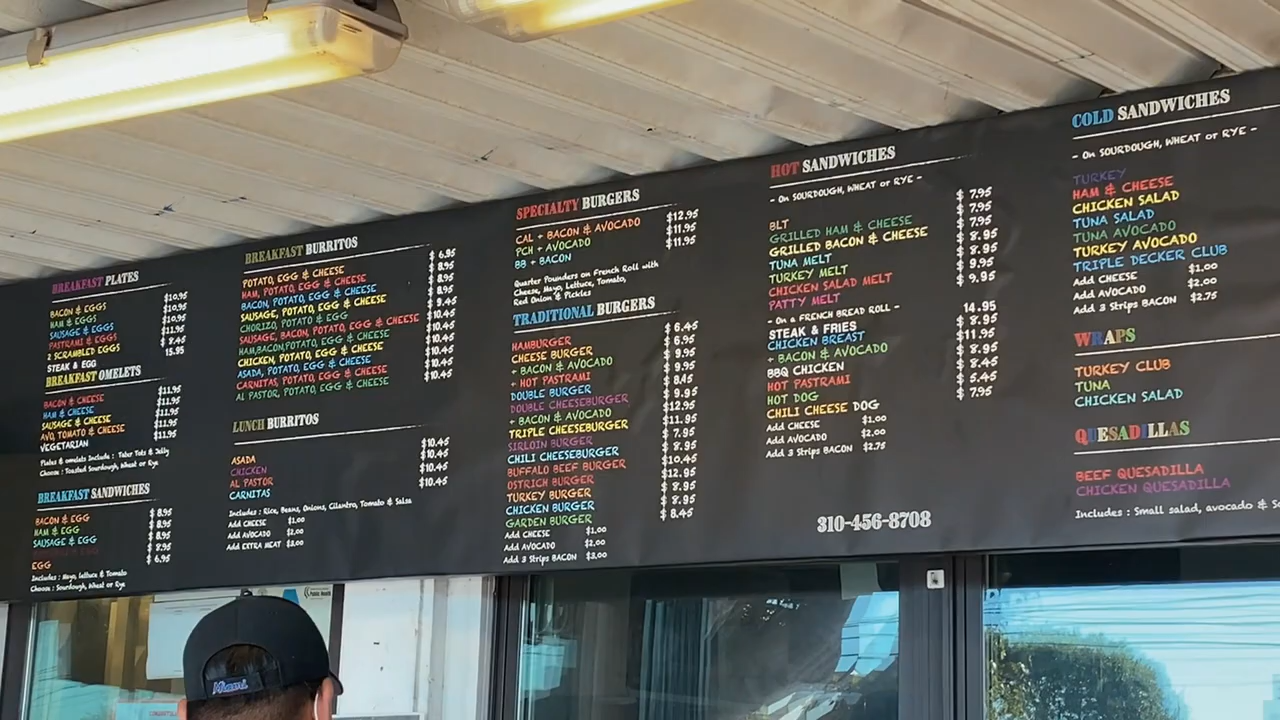 BREAKFAST PLATES
BACON & EGGS $10.95
HAM & EGGS $10.95
SAUSAGE & EGGS $10.95
PASTRAMI & EGGS $11.95
2 SCRAMBLED EGGS 9.45
STEAK & EGG 15.95
BREAKFAST OMELETS
BACON & CHEESE $11.95
HAM & CHEESE $11.95
SAUSAGE & CHEESE $11.95
AVO, TOMATO & CHEESE $11.95
VEGETARIAN $11.95
Plates & omelets Include : Tater Tots & Jelly
Choose : Toasted Sourdough, Wheat or Rye
BREAKFAST SANDWICHES
BACON & EGG $ 8.95
HAM & EGG $ 8.95
SAUSAGE & EGG $ 8.95
EGG $ 6.95
Includes : Mayo, lettuce & Tomato
Choose : Sourdough, Wheat or Rye
BREAKFAST BURRITOS
POTATO, EGG & CHEESE $ 6.95
HAM, POTATO, EGG & CHEESE $ 8.95
BACON, POTATO, EGG & CHEESE $ 8.95
SAUSAGE, POTATO, EGG & CHEESE $ 8.95
CHORIZO, POTATO & EGG $ 9.45
SAUSAGE, BACON, POTATO, EGG & CHEESE $10.45
HAM,BACON,POTATO, EGG & CHEESE $10.45
CHICKEN, POTATO, EGG & CHEESE $10.45
ASADA, POTATO, EGG & CHEESE $10.45
CARNITAS, POTATO, EGG & CHEESE $10.45
AL PASTOR, POTATO, EGG & CHEESE $10.45
LUNCH BURRITOS
ASADA $10.45
CHICKEN $10.45
AL PASTOR $10.45
CARNITAS $10.45
Includes : Rice, Beans, Onions, Cilantro, Tomato & Salsa
Add CHEESE $1.00
Add AVOCADO $2.00
Add EXTRA MEAT $3.00
SPECIALTY BURGERS
CAL + BACON & AVOCADO $12.95
PCH + AVOCADO $11.95
BB + BACON $11.95
Quarter Pounders on French Roll with
Cheese, Mayo, Lettuce, Tomato,
Red Onion & Pickles
TRADITIONAL BURGERS
HAMBURGER $ 6.45
CHEESE BURGER $ 6.95
+ BACON & AVOCADO $ 9.95
+ HOT PASTRAMI $ 9.95
DOUBLE BURGER $ 8.45
DOUBLE CHEESEBURGER $ 9.95
+ BACON & AVOCADO $12.95
TRIPLE CHEESEBURGER $11.95
SIRLOIN BURGER $ 7.95
CHILI CHEESEBURGER $ 8.95
BUFFALO BEEF BURGER $10.45
OSTRICH BURGER $12.95
TURKEY BURGER $ 8.95
CHICKEN BURGER $ 8.95
GARDEN BURGER $ 8.45
Add CHEESE $1.00
Add AVOCADO $2.00
Add 3 Strips BACON $3.00
HOT SANDWICHES
- On SOURDOUGH, WHEAT or RYE -
BLT $ 7.95
GRILLED HAM & CHEESE $ 7.95
GRILLED BACON & CHEESE $ 7.95
TUNA MELT $ 8.95
TURKEY MELT $ 8.95
CHICKEN SALAD MELT $ 9.95
PATTY MELT $ 9.95
- On a FRENCH BREAD ROLL -
STEAK & FRIES 14.95
CHICKEN BREAST $ 8.95
+ BACON & AVOCADO $11.95
BBQ CHICKEN $ 8.95
HOT PASTRAMI $ 8.45
HOT DOG $ 5.45
CHILI CHEESE DOG $ 7.95
Add CHEESE $1.00
Add AVOCADO $2.00
Add 3 Strips BACON $2.75
310-456-8708
COLD SANDWICHES
- On SOURDOUGH, WHEAT or RYE -
TURKEY
HAM & CHEESE
CHICKEN SALAD
TUNA SALAD
TUNA AVOCADO
TURKEY AVOCADO
TRIPLE DECKER CLUB
Add CHEESE $1.00
Add AVOCADO $2.00
Add 3 Strips BACON $2.75
WRAPS
TURKEY CLUB
TUNA
CHICKEN SALAD
QUESADILLAS
BEEF QUESADILLA
CHICKEN QUESADILLA
Includes : Small salad, avocado &
Miami